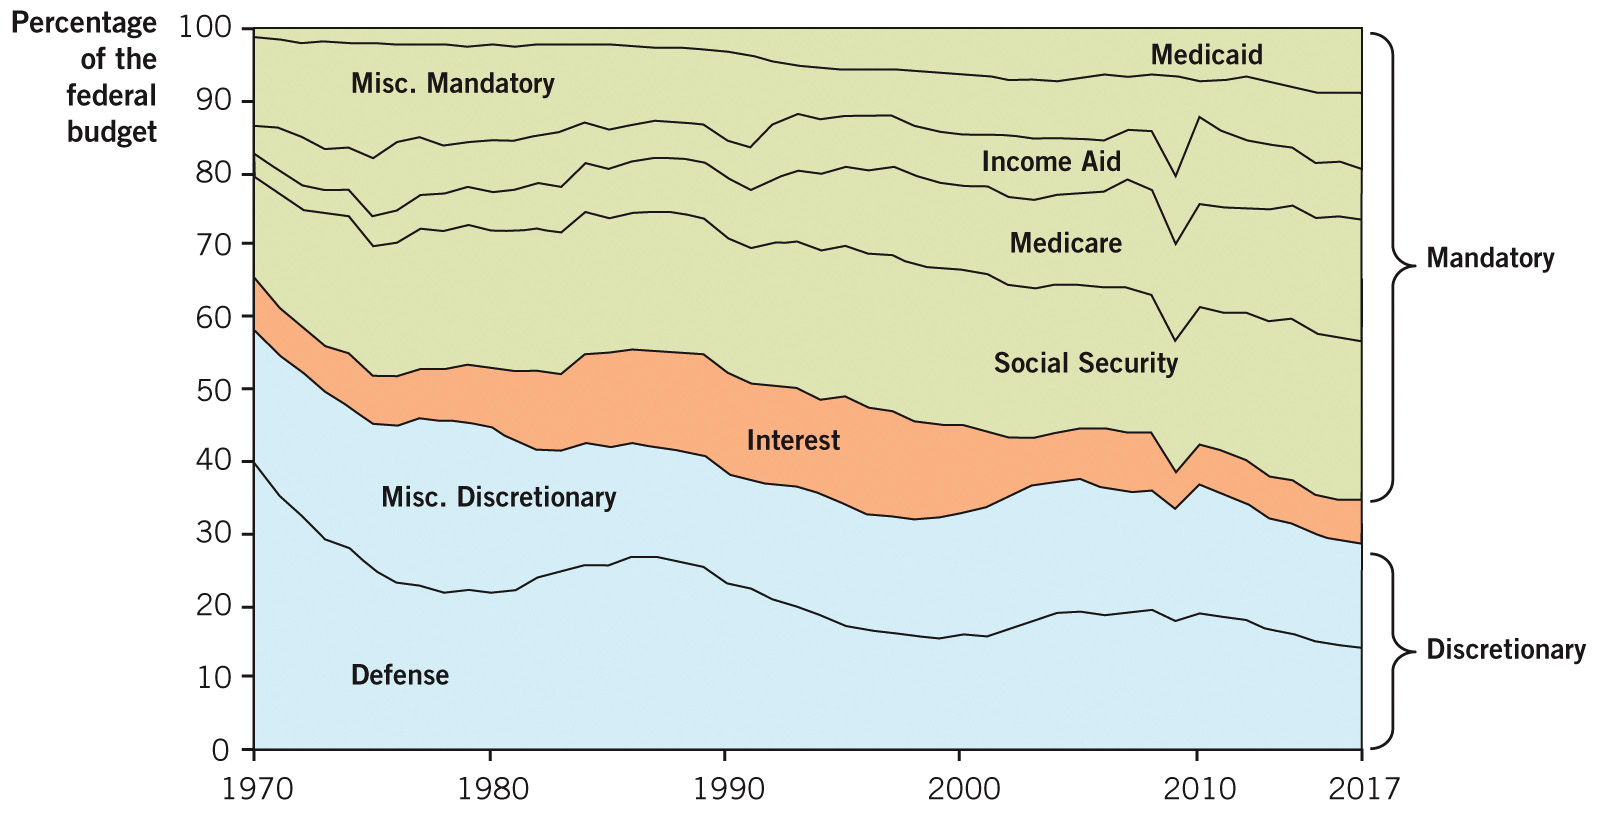 Percentage
of the
federal
budget
100
90
80
70
60
50
40
30
20
10
0
Medicaid
Misc. Mandatory
Income Aid
Medicare
Social Security
Interest
Misc. Discretionary
Defense
Mandatory
Discretionary
1970 1980 1990 2000 2010 2017